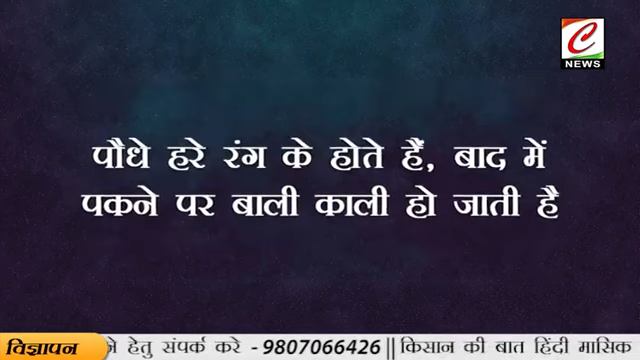 C
NEWS
पौधे हरे रंग के होते हैं, बाद में
पकने पर बाली काली हो जाती है
विज्ञापन
हेतु संपर्क करे - 9807066426 || किसान की बात हिंदी मासिक